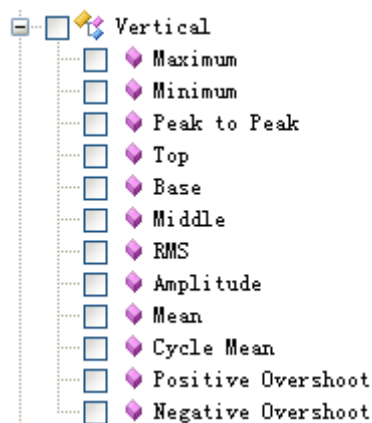 Vertical
Maximum
Minimum
Peak to Peak
Top
Base
Middle
RMS
Amplitude
Mean
Cycle Mean
Positive Overshoot
Negative Overshoot